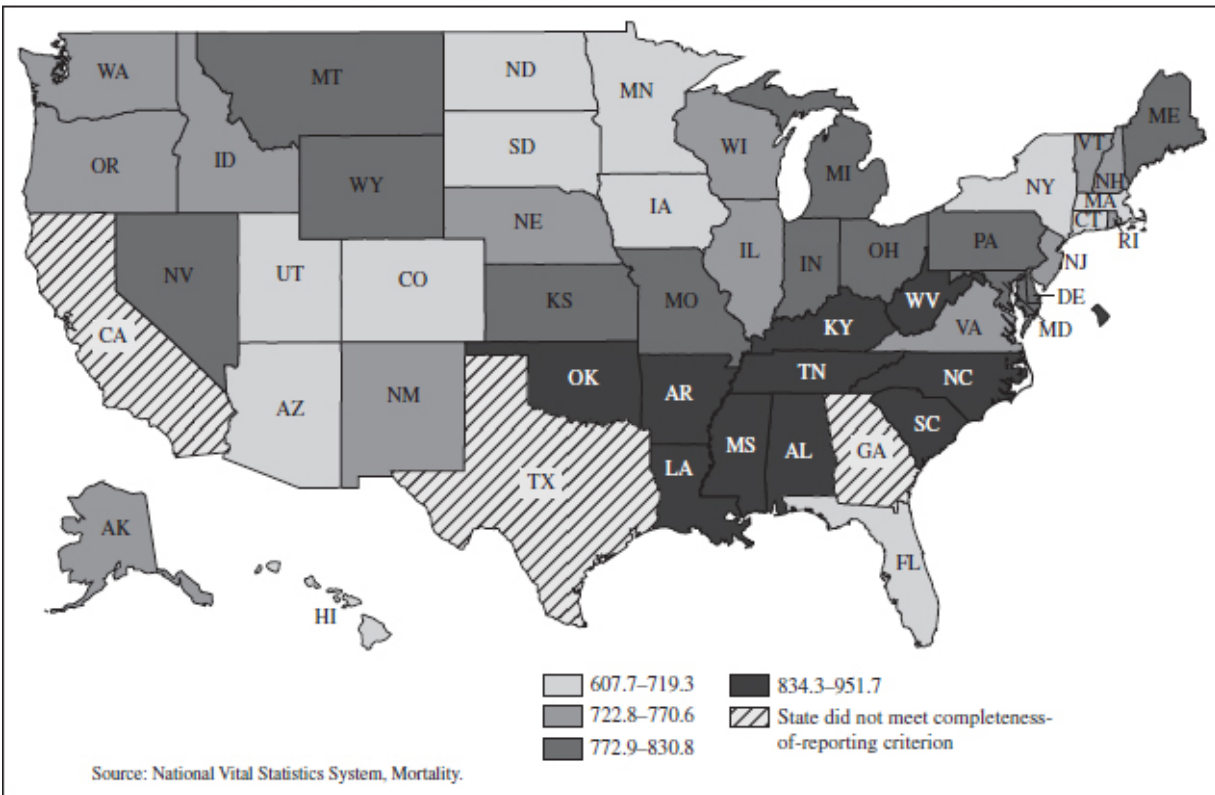 WA
MT
ND
MN
ME
VT
OR
ID
SD
WI
NH
WY
MI
NY
MA
CT
RI
IA
NE
PA
NJ
NV
UT
CO
IL
IN
OH
DE
MD
WV
VA
KS
MO
KY
CA
AZ
NM
OK
AR
TN
NC
SC
MS
AL
GA
LA
TX
FL
AK
HI
607.7–719.3
722.8–770.6
772.9–830.8
834.3–951.7
State did not meet completeness-
of-reporting criterion
Source: National Vital Statistics System, Mortality.